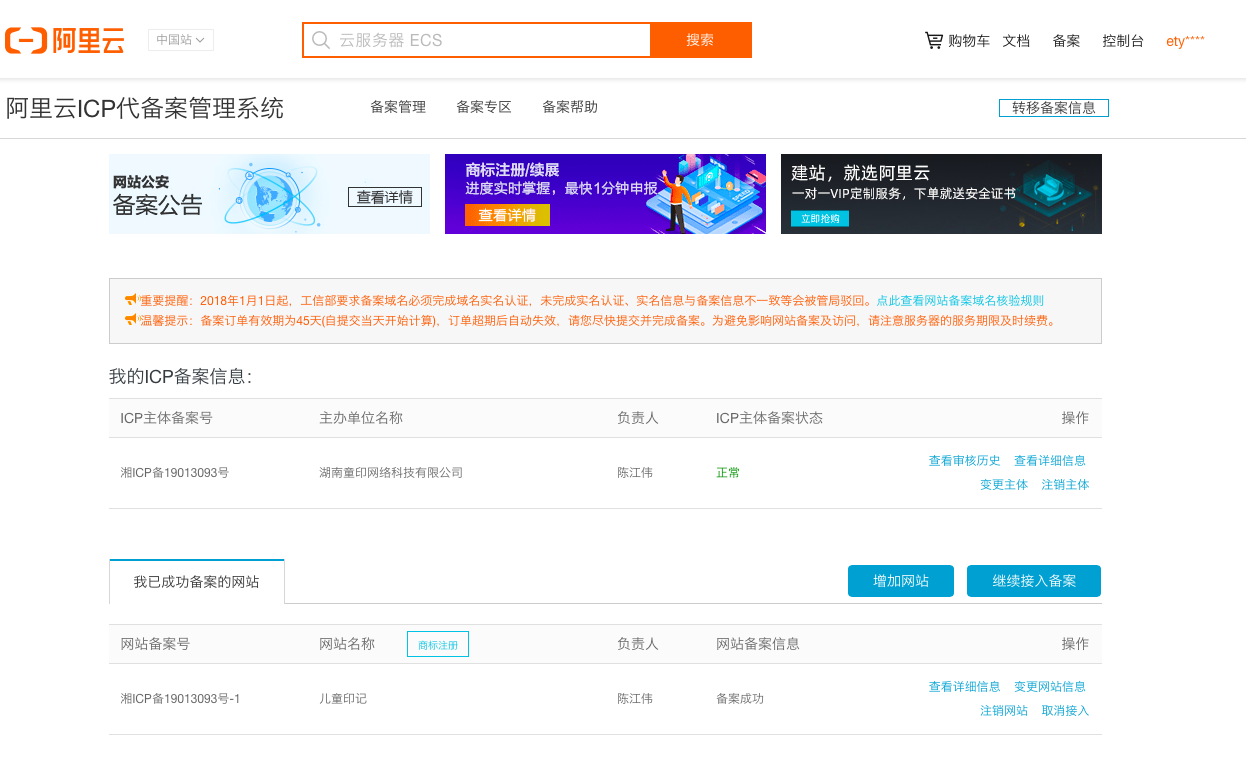 阿里云
中国站
云服务器 ECS
搜索
购物车 文档 备案 控制台 ety****
阿里云ICP代备案管理系统
备案管理 备案专区 备案帮助
转移备案信息
网站公安
备案公告
查看详情
商标注册/续展
进度实时掌握，最快1分钟申报
查看详情
建站，就选阿里云
一对一VIP定制服务，下单就送安全证书
立即抢购
重要提醒：2018年1月1日起，工信部要求备案域名必须完成域名实名认证，未完成实名认证、实名信息与备案信息不一致等会被管局驳回。点此查看网站备案域名核验规则
温馨提示：备案订单有效期为45天(自提交当天开始计算)，订单超期后自动失效，请您尽快提交并完成备案。为避免影响网站备案及访问，请注意服务器的服务期限及时续费。
我的ICP备案信息：
ICP主体备案号 主办单位名称 负责人 ICP主体备案状态 操作
湘ICP备19013093号 湖南童印网络科技有限公司 陈江伟 正常 查看审核历史 查看详细信息
变更主体 注销主体
我已成功备案的网站
增加网站 继续接入备案
网站备案号 网站名称 商标注册 负责人 网站备案信息 操作
湘ICP备19013093号-1 儿童印记 陈江伟 备案成功 查看详细信息 变更网站信息
注销网站 取消接入